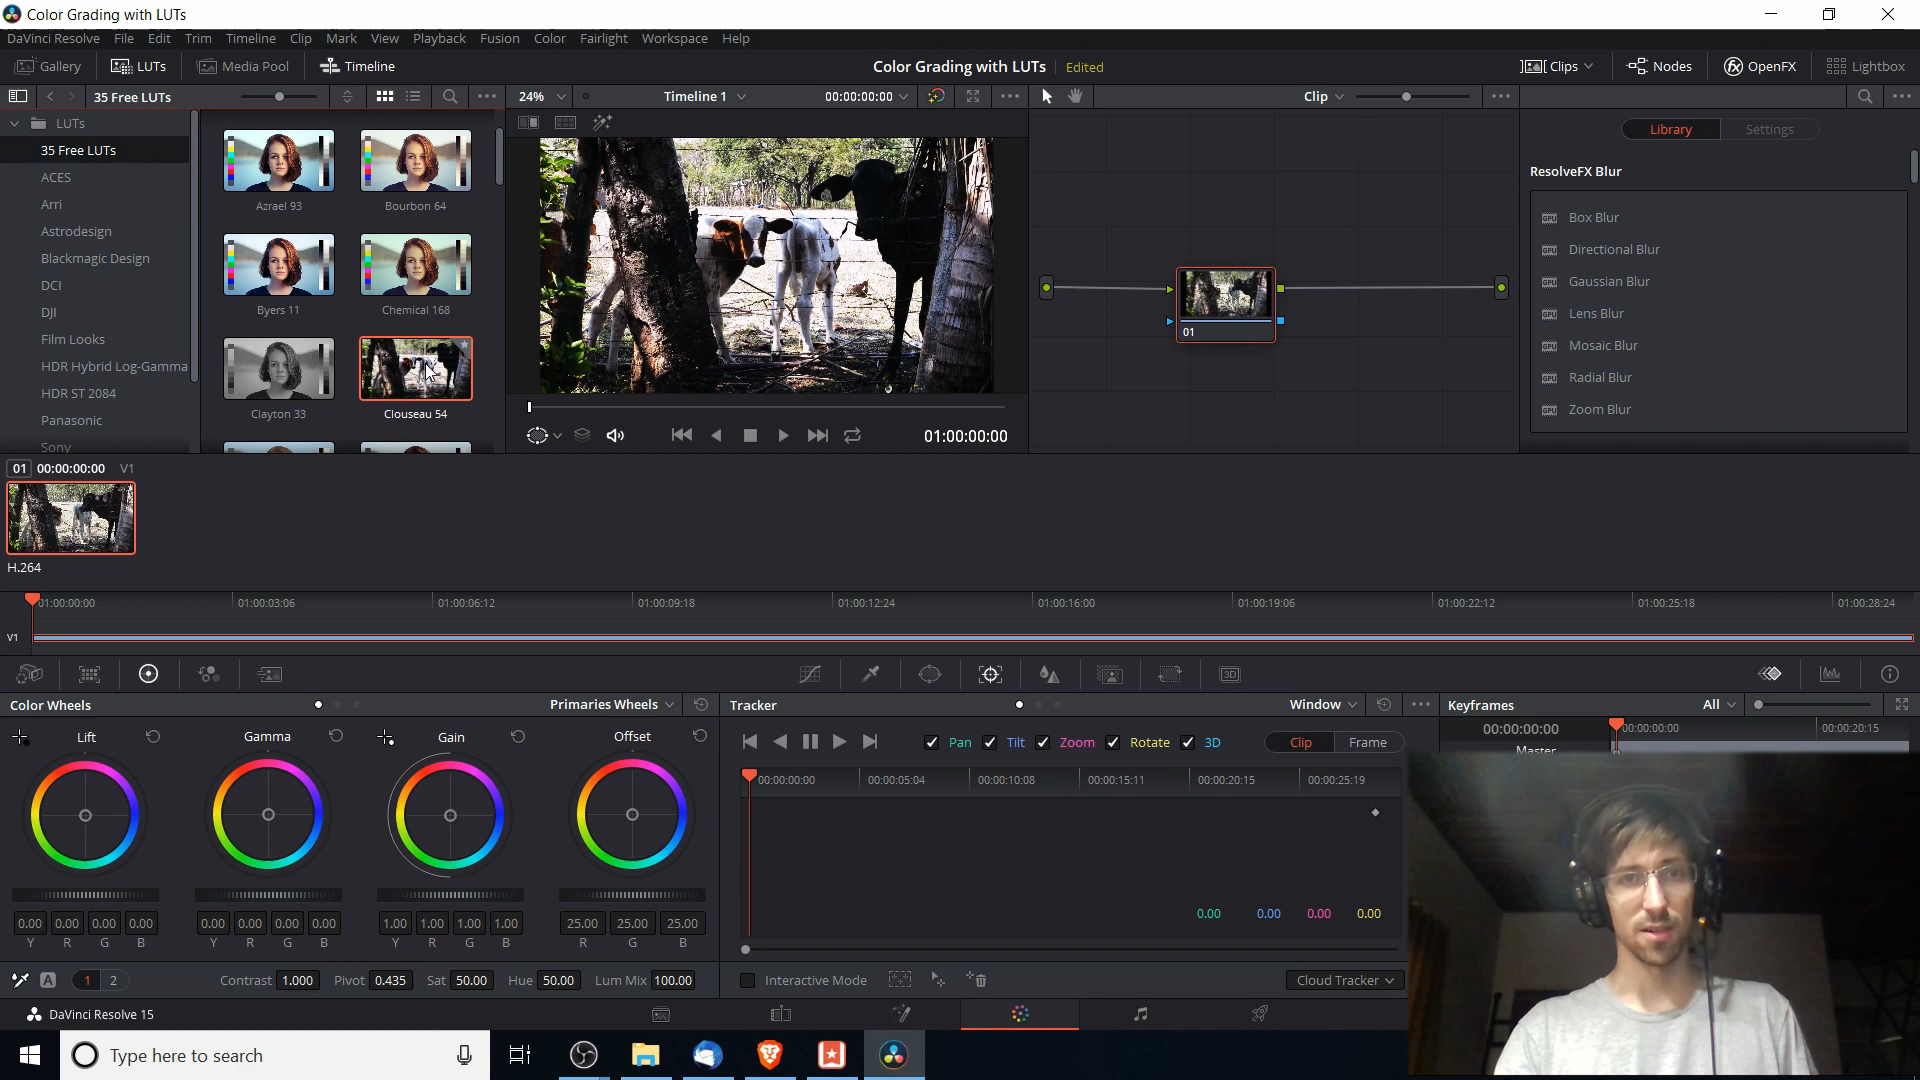 Color Grading with LUTs
DaVinci Resolve File Edit Trim Timeline Clip Mark View Playback Fusion Color Fairlight Workspace Help
Gallery LUTs Media Pool Timeline Color Grading with LUTs Edited Clips Nodes OpenFX Lightbox
35 Free LUTs 24% Timeline 1 00:00:00:00 Clip
LUTs
35 Free LUTs
ACES
Arri
Astrodesign
Blackmagic Design
DCI
DJI
Film Looks
HDR Hybrid Log-Gamma
HDR ST 2084
Panasonic
Sony
Azrael 93 Bourbon 64
Byers 11 Chemical 168
Clayton 33 Clouseau 54
01:00:00:00
01
Library Settings
ResolveFX Blur
GPU Box Blur
GPU Directional Blur
GPU Gaussian Blur
GPU Lens Blur
GPU Mosaic Blur
GPU Radial Blur
GPU Zoom Blur
01 00:00:00:00 V1
H.264
01:00:00:00 01:00:03:06 01:00:06:12 01:00:09:18 01:00:12:24 01:00:16:00 01:00:19:06 01:00:22:12 01:00:25:18 01:00:28:24
V1
3D
Color Wheels Primaries Wheels
Lift Gamma Gain Offset
0.00 0.00 0.00 0.00 0.00 0.00 0.00 0.00 1.00 1.00 1.00 1.00 25.00 25.00 25.00
Y R G B Y R G B Y R G B R G B
A 1 2 Contrast 1.000 Pivot 0.435 Sat 50.00 Hue 50.00 Lum Mix 100.00
Tracker Window
Pan Tilt Zoom Rotate 3D Clip Frame
00:00:00:00 00:00:05:04 00:00:10:08 00:00:15:11 00:00:20:15 00:00:25:19
0.00 0.00 0.00 0.00
Interactive Mode Cloud Tracker
Keyframes All
00:00:00:00 00:00:00:00 00:00:20:15
Master
DaVinci Resolve 15
Type here to search